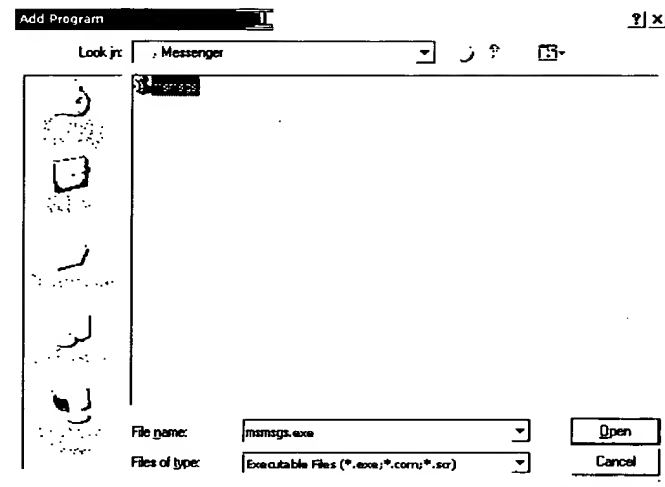 Add Program
Look in: Messenger
msmsgs
File name: msmsgs.exe Open
Files of type: Executable Files (*.exe;*.com;*.scr) Cancel